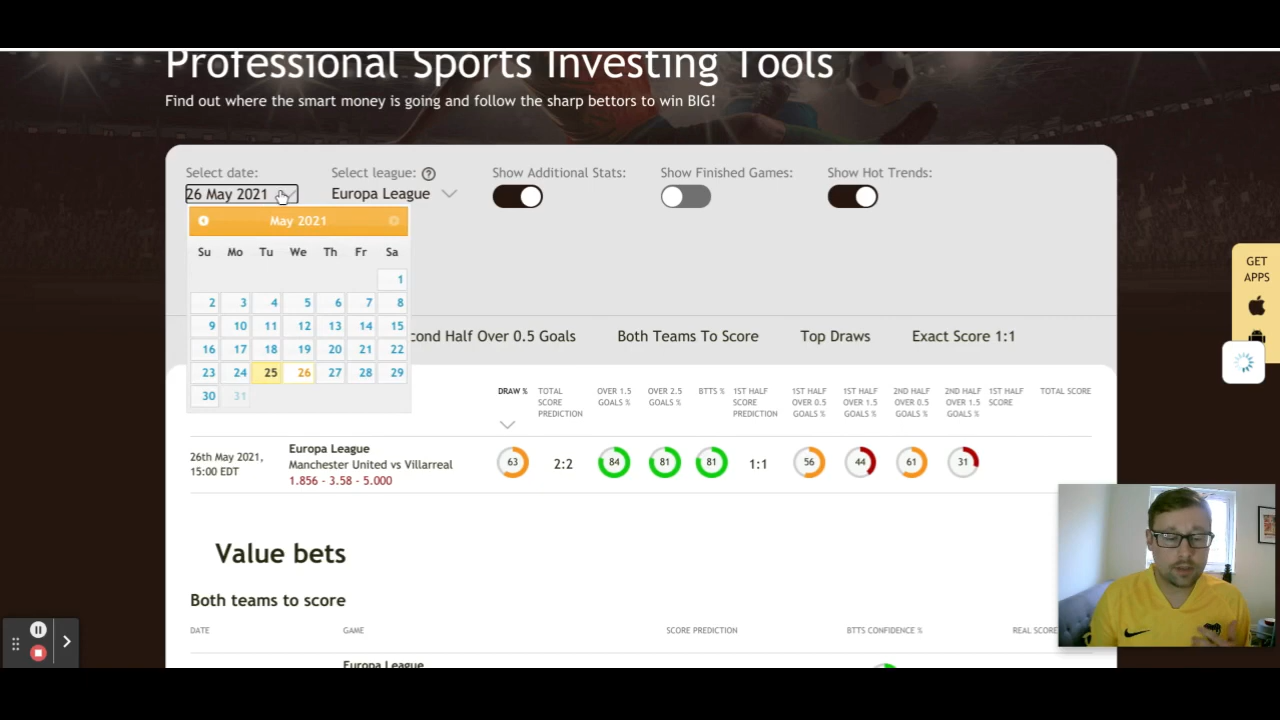 Professional Sports Investing Tools
Find out where the smart money is going and follow the sharp bettors to win BIG!
Select date:
26 May 2021
Select league: ?
Europa League
Show Additional Stats:
Show Finished Games:
Show Hot Trends:
May 2021
Su Mo Tu We Th Fr Sa
1
2 3 4 5 6 7 8
9 10 11 12 13 14 15
16 17 18 19 20 21 22
23 24 25 26 27 28 29
30 31
GET
APPS
cond Half Over 0.5 Goals
Both Teams To Score
Top Draws
Exact Score 1:1
DRAW %
TOTAL
SCORE
PREDICTION
OVER 1.5
GOALS %
OVER 2.5
GOALS %
BTTS %
1ST HALF
SCORE
PREDICTION
1ST HALF
OVER 0.5
GOALS %
1ST HALF
OVER 1.5
GOALS %
2ND HALF
OVER 0.5
GOALS %
2ND HALF
OVER 1.5
GOALS %
1ST HALF
SCORE
TOTAL SCORE
26th May 2021,
15:00 EDT
Europa League
Manchester United vs Villarreal
1.856 - 3.58 - 5.000
63 2:2 84 81 81 1:1 56 44 61 31
Value bets
Both teams to score
DATE GAME SCORE PREDICTION BTTS CONFIDENCE % REAL SCORE
Europa League